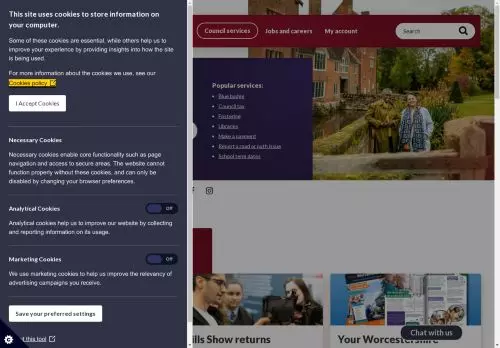 This site uses cookies to store information on
your computer.
Some of these cookies are essential, while others help us to
improve your experience by providing insights into how the site
is being used.
For more information about the cookies we use, see our
Cookies policy
I Accept Cookies
Necessary Cookies
Necessary cookies enable core functionality such as page
navigation and access to secure areas. The website cannot
function properly without these cookies, and can only be
disabled by changing your browser preferences.
Analytical Cookies
Off
Analytical cookies help us to improve our website by collecting
and reporting information on its usage.
Marketing Cookies
Off
We use marketing cookies to help us improve the relevancy of
advertising campaigns you receive.
Save your preferred settings
this tool
Council services
Jobs and careers
My account
Search
Popular services:
Blue badge
Council tax
Fostering
Libraries
Make a payment
Report a road or path issue
School term dates
Show returns
Your Worcestershire
Chat with us